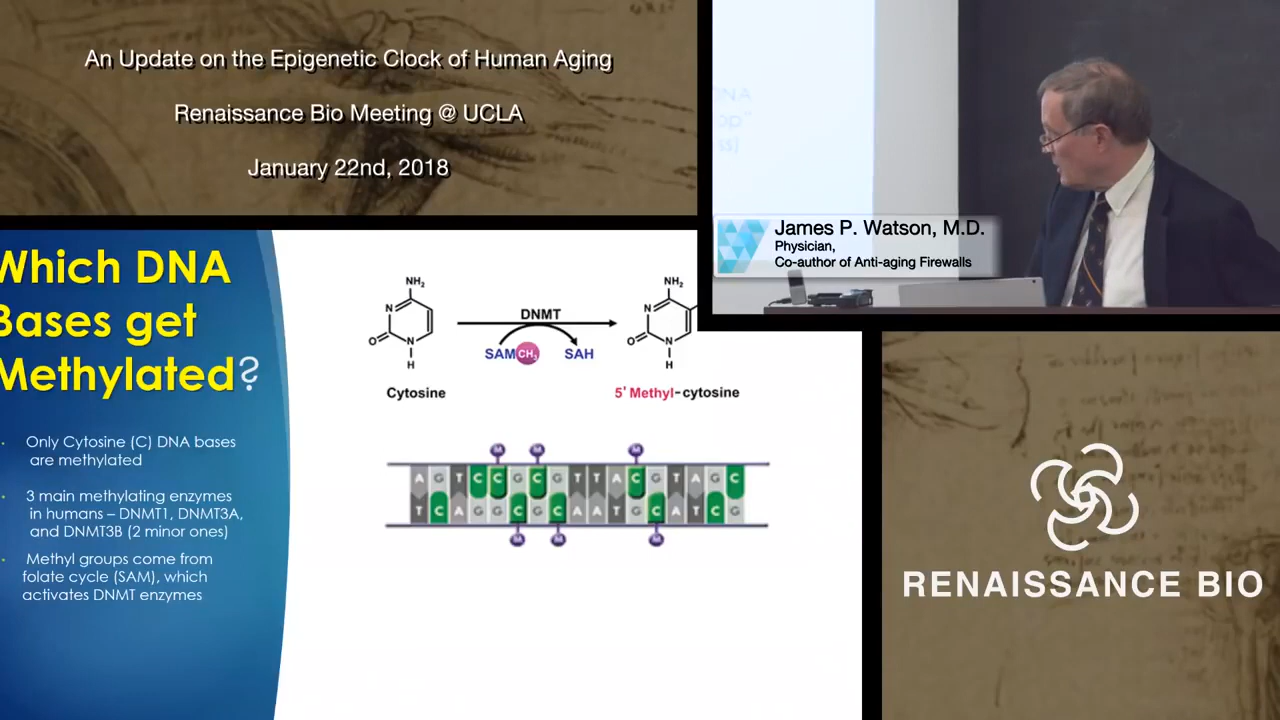 An Update on the Epigenetic Clock of Human Aging
Renaissance Bio Meeting @ UCLA
January 22nd, 2018
DNA
op"
ss)
James P. Watson, M.D.
Physician,
Co-author of Anti-aging Firewalls
Which DNA
Bases get
Methylated?
Only Cytosine (C) DNA bases
are methylated
3 main methylating enzymes
in humans – DNMT1, DNMT3A,
and DNMT3B (2 minor ones)
Methyl groups come from
folate cycle (SAM), which
activates DNMT enzymes
NH₂
N
O
N
H
Cytosine
DNMT
SAM CH₃ SAH
NH₂
N
O
N
H
5' Methyl-cytosine
M M M
A G T C C G C G T T A C G T A G C
T C A G G C G C A A T G C A T C G
M M M
RENAISSANCE BIO